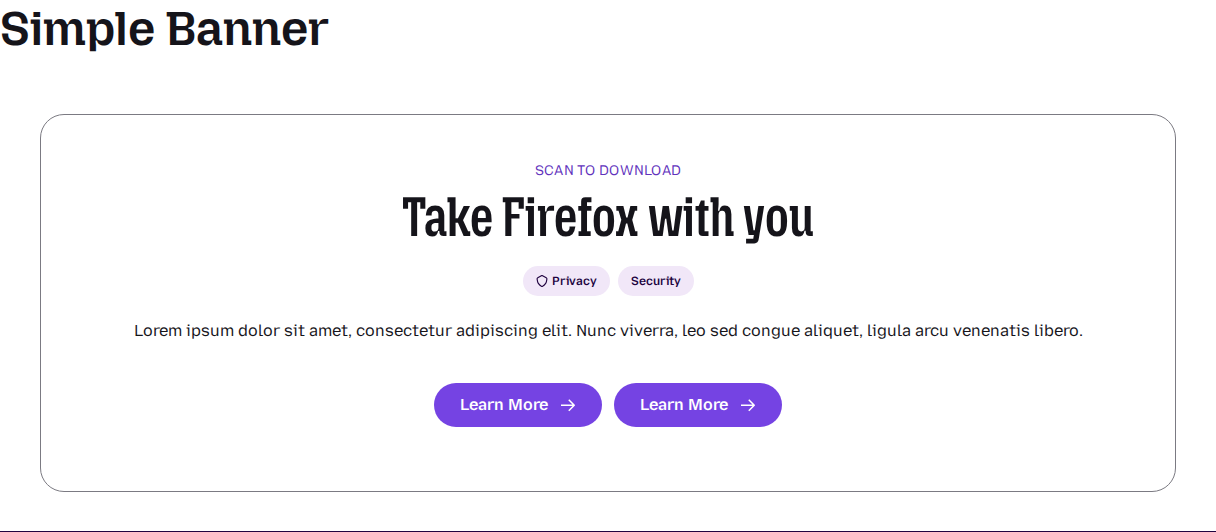 Simple Banner
SCAN TO DOWNLOAD
Take Firefox with you
Privacy Security
Lorem ipsum dolor sit amet, consectetur adipiscing elit. Nunc viverra, leo sed congue aliquet, ligula arcu venenatis libero.
Learn More Learn More